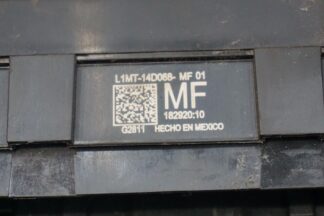 L1MT-14D068- MF 01
MF
182920:10
G2811 HECHO EN MEXICO